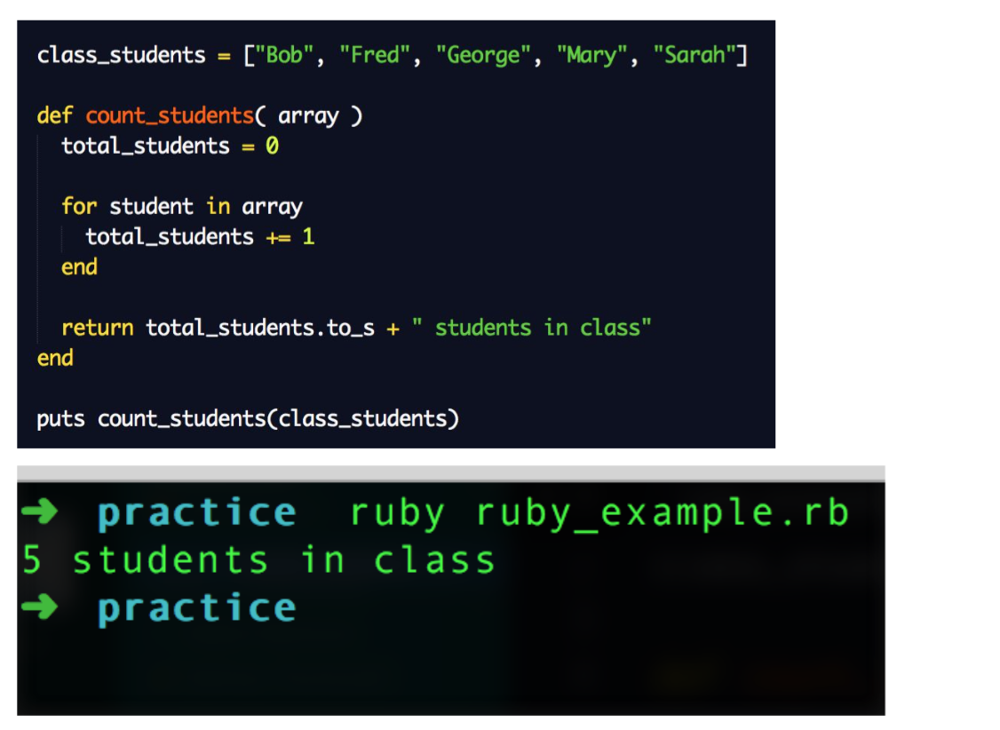 class_students = ["Bob", "Fred", "George", "Mary", "Sarah"]
def count_students( array )
total_students = 0
for student in array
total_students += 1
end
return total_students.to_s + " students in class"
end
puts count_students(class_students)
➜ practice ruby ruby_example.rb
5 students in class
➜ practice